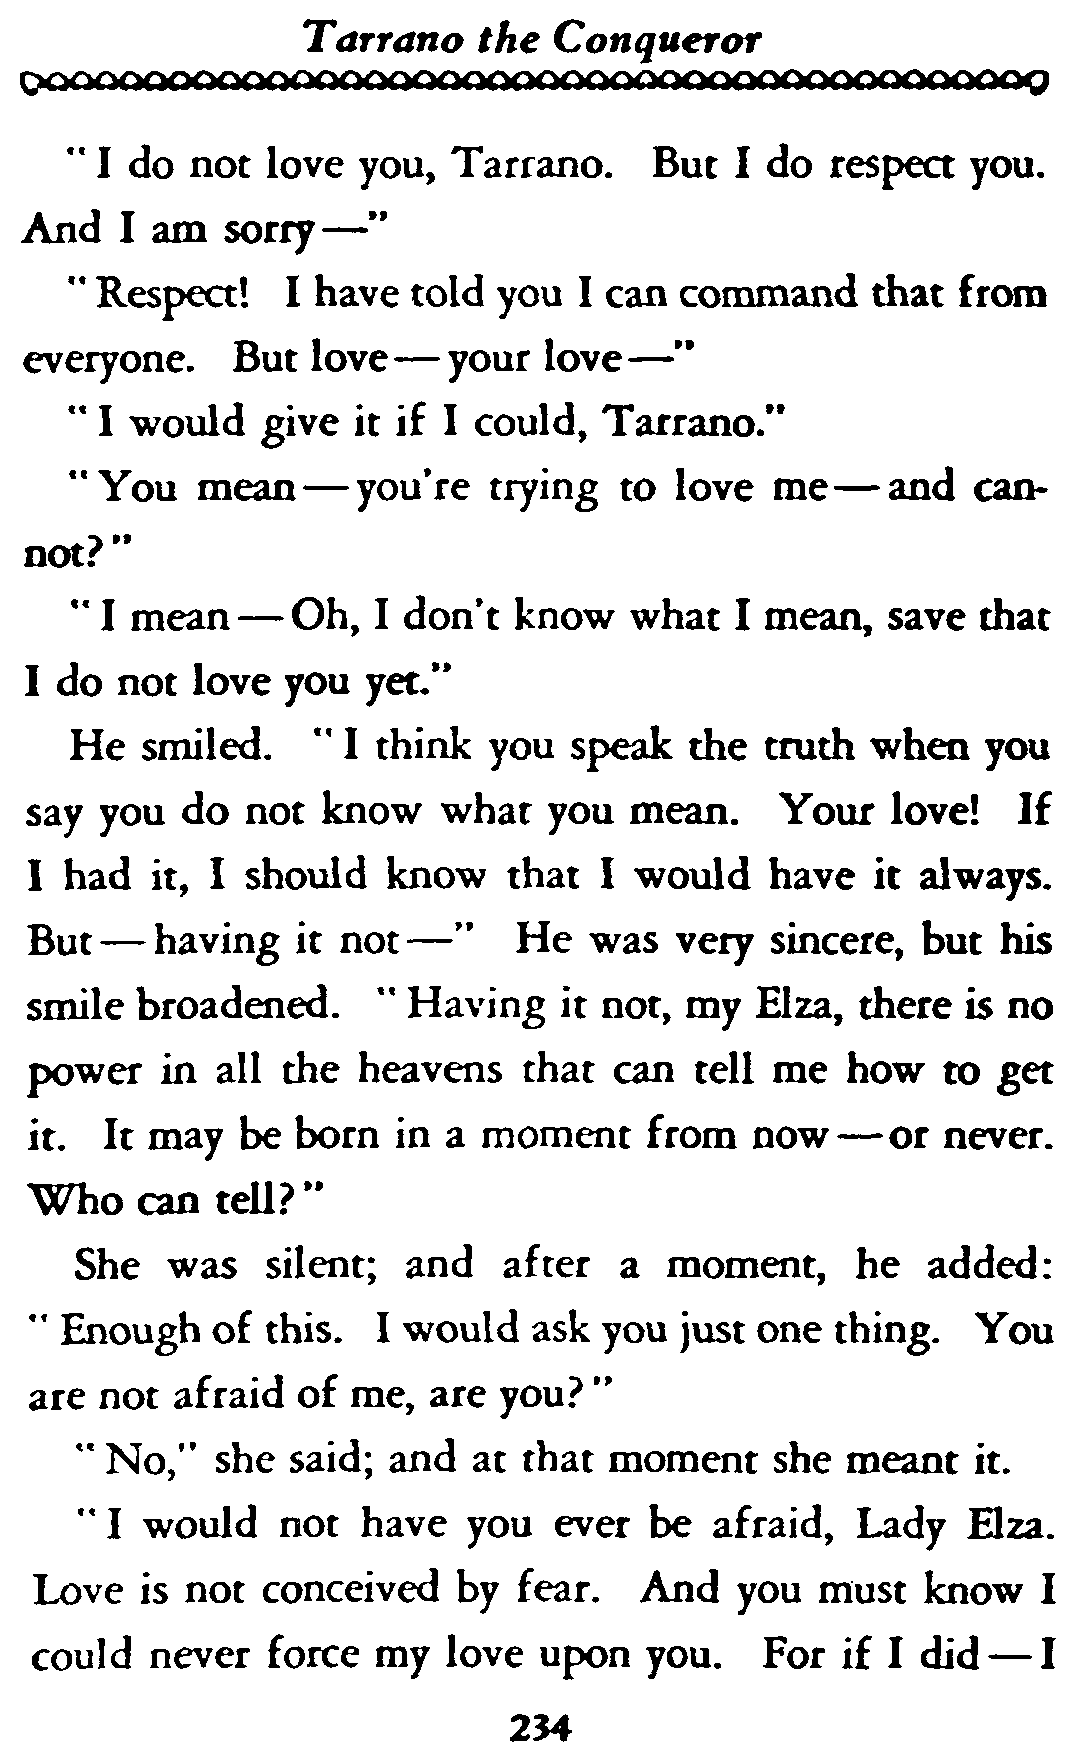 Tarrano the Conqueror
"I do not love you, Tarrano. But I do respect you.
And I am sorry—"
"Respect! I have told you I can command that from
everyone. But love—your love—"
"I would give it if I could, Tarrano."
"You mean—you're trying to love me—and can-
not?"
"I mean—Oh, I don't know what I mean, save that
I do not love you yet."
He smiled. "I think you speak the truth when you
say you do not know what you mean. Your love! If
I had it, I should know that I would have it always.
But—having it not—" He was very sincere, but his
smile broadened. "Having it not, my Elza, there is no
power in all the heavens that can tell me how to get
it. It may be born in a moment from now—or never.
Who can tell?"
She was silent; and after a moment, he added:
"Enough of this. I would ask you just one thing. You
are not afraid of me, are you?"
"No," she said; and at that moment she meant it.
"I would not have you ever be afraid, Lady Elza.
Love is not conceived by fear. And you must know I
could never force my love upon you. For if I did—I
234